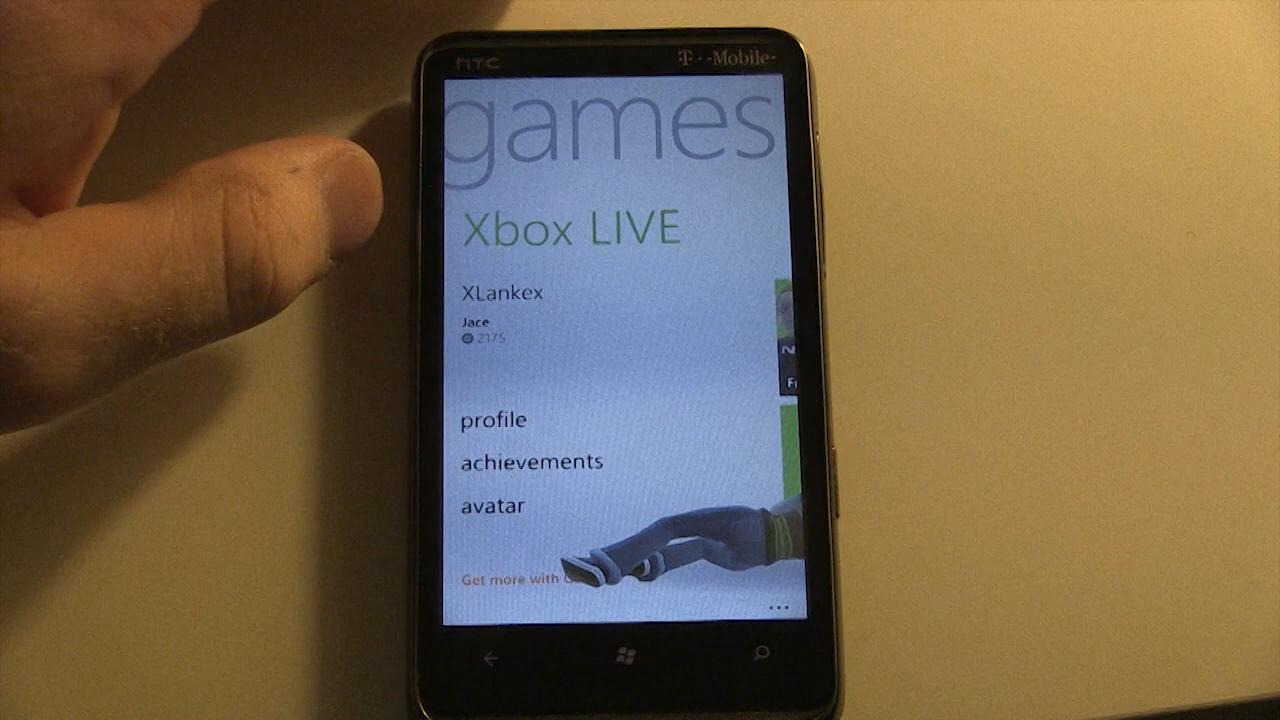 hTC
T··Mobile·
games
Xbox LIVE
XLankex
Jace
2175
profile
achievements
avatar
Get more with
...